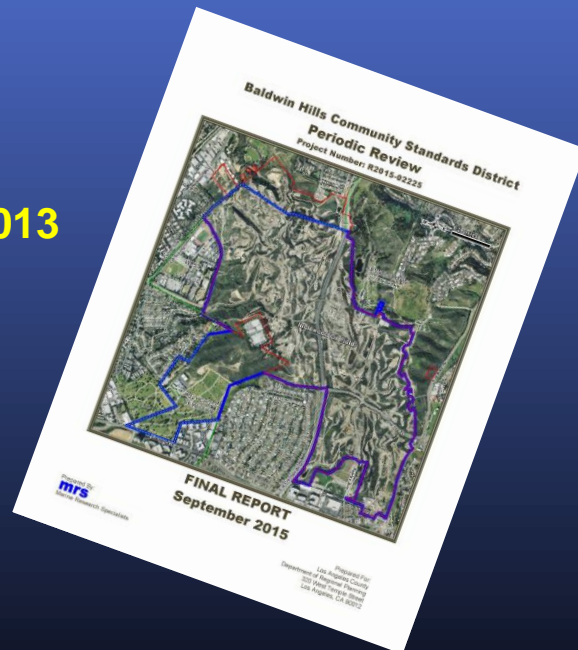 013
Baldwin Hills Community Standards District
Periodic Review
Project Number: R2015-02225
FINAL REPORT
September 2015
Prepared By:
mrs
Marine Research Specialists
Prepared For:
Los Angeles County
Department of Regional Planning
320 West Temple Street
Los Angeles, CA 90012